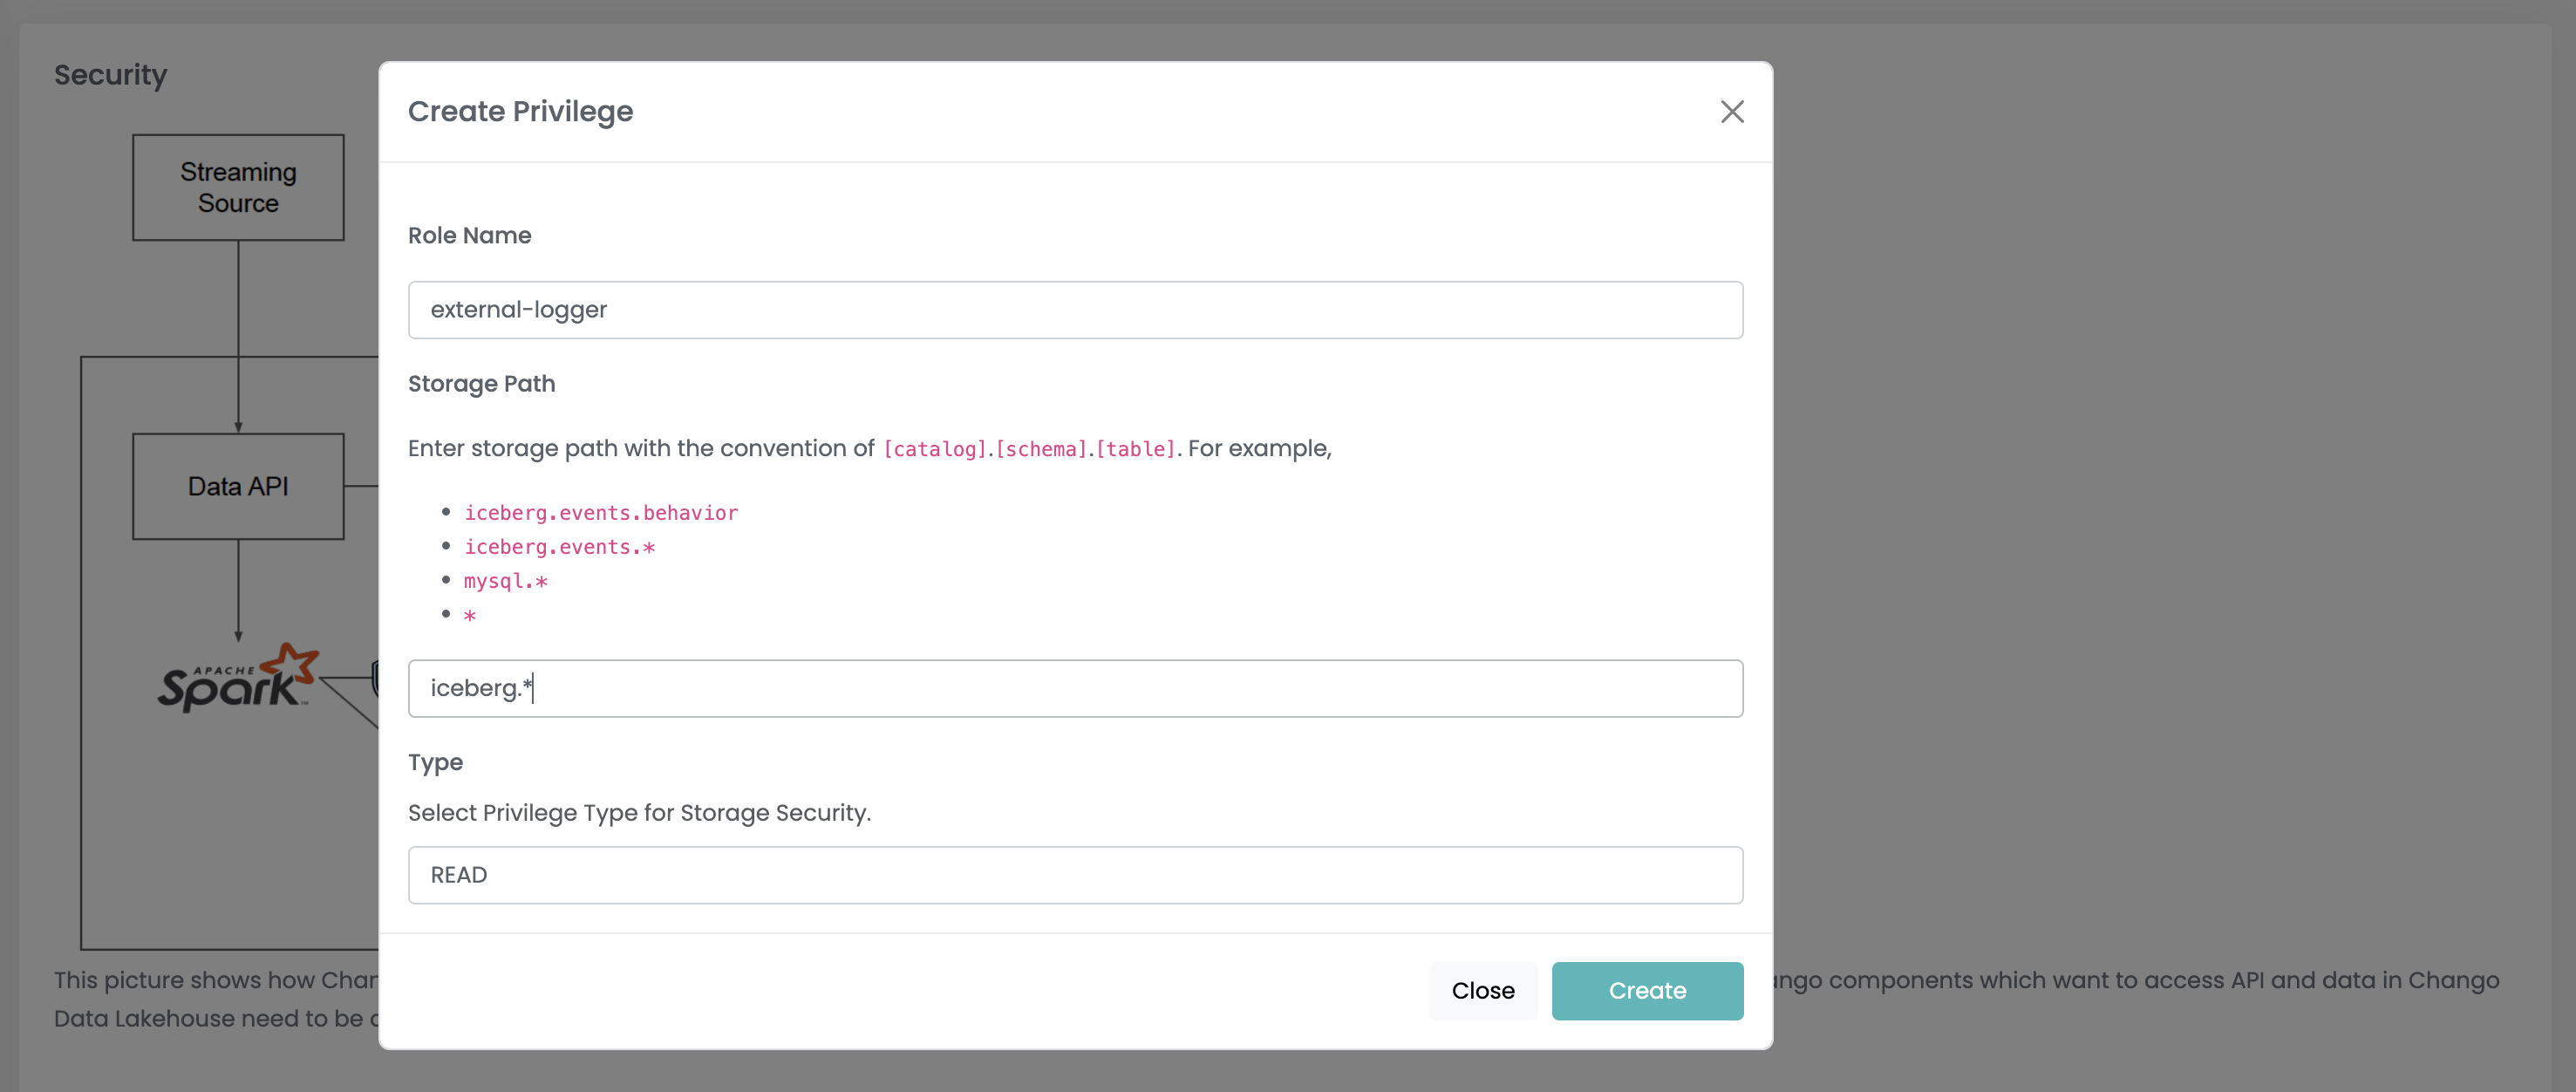 Security
Streaming
Source
Data API
APACHE
Spark
This picture shows how Chan
ngo components which want to access API and data in Chango
Data Lakehouse need to be
Create Privilege
Role Name
external-logger
Storage Path
Enter storage path with the convention of [catalog].[schema].[table]. For example,
iceberg.events.behavior
iceberg.events.*
mysql.*
*
iceberg.*
Type
Select Privilege Type for Storage Security.
READ
Close
Create